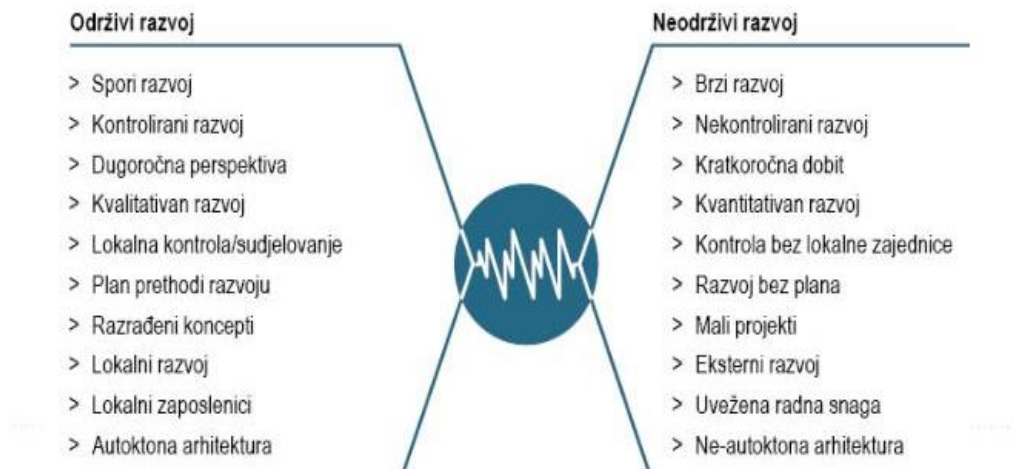 Održivi razvoj
> Spori razvoj
> Kontrolirani razvoj
> Dugoročna perspektiva
> Kvalitativan razvoj
> Lokalna kontrola/sudjelovanje
> Plan prethodi razvoju
> Razrađeni koncepti
> Lokalni razvoj
> Lokalni zaposlenici
> Autoktona arhitektura
Neodrživi razvoj
> Brzi razvoj
> Nekontrolirani razvoj
> Kratkoročna dobit
> Kvantitativan razvoj
> Kontrola bez lokalne zajednice
> Razvoj bez plana
> Mali projekti
> Eksterni razvoj
> Uvežena radna snaga
> Ne-autoktona arhitektura